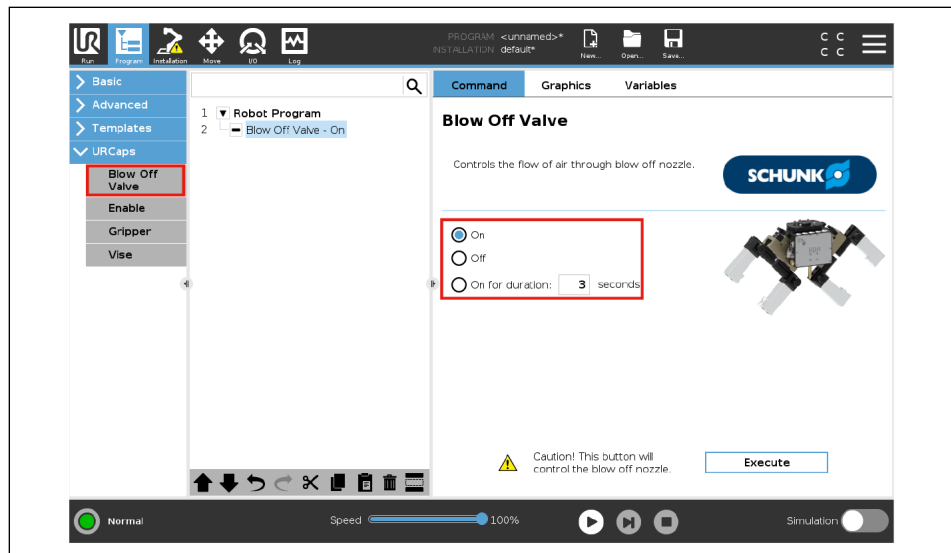 PROGRAM <unnamed>*
INSTALLATION default*
Run
Program
Installation
Move
I/O
Log
New...
Open...
Save...
C C
C C
Basic
Advanced
Templates
URCaps
Blow Off
Valve
Enable
Gripper
Vise
1 Robot Program
2 Blow Off Valve - On
Command
Graphics
Variables
Blow Off Valve
Controls the flow of air through blow off nozzle.
SCHUNK
On
Off
On for duration: 3 seconds
Caution! This button will
control the blow off nozzle.
Execute
Normal
Speed
100%
Simulation